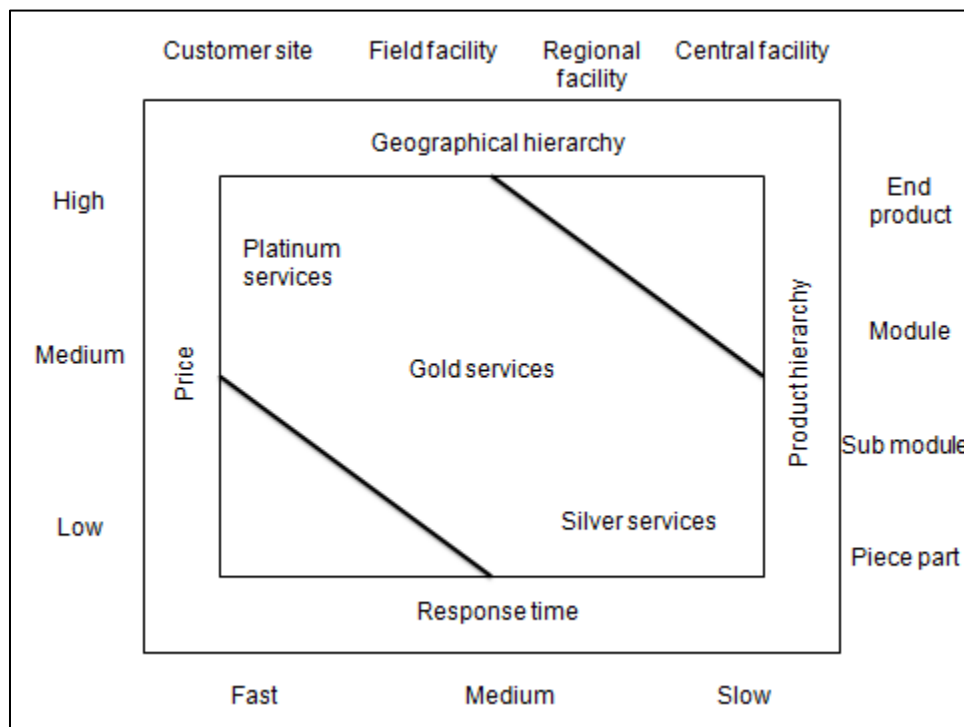 Customer site
Field facility
Regional
facility
Central facility
Geographical hierarchy
High
End
product
Platinum
services
Module
Medium
Price
Gold services
Product hierarchy
Sub module
Low
Silver services
Piece part
Response time
Fast
Medium
Slow